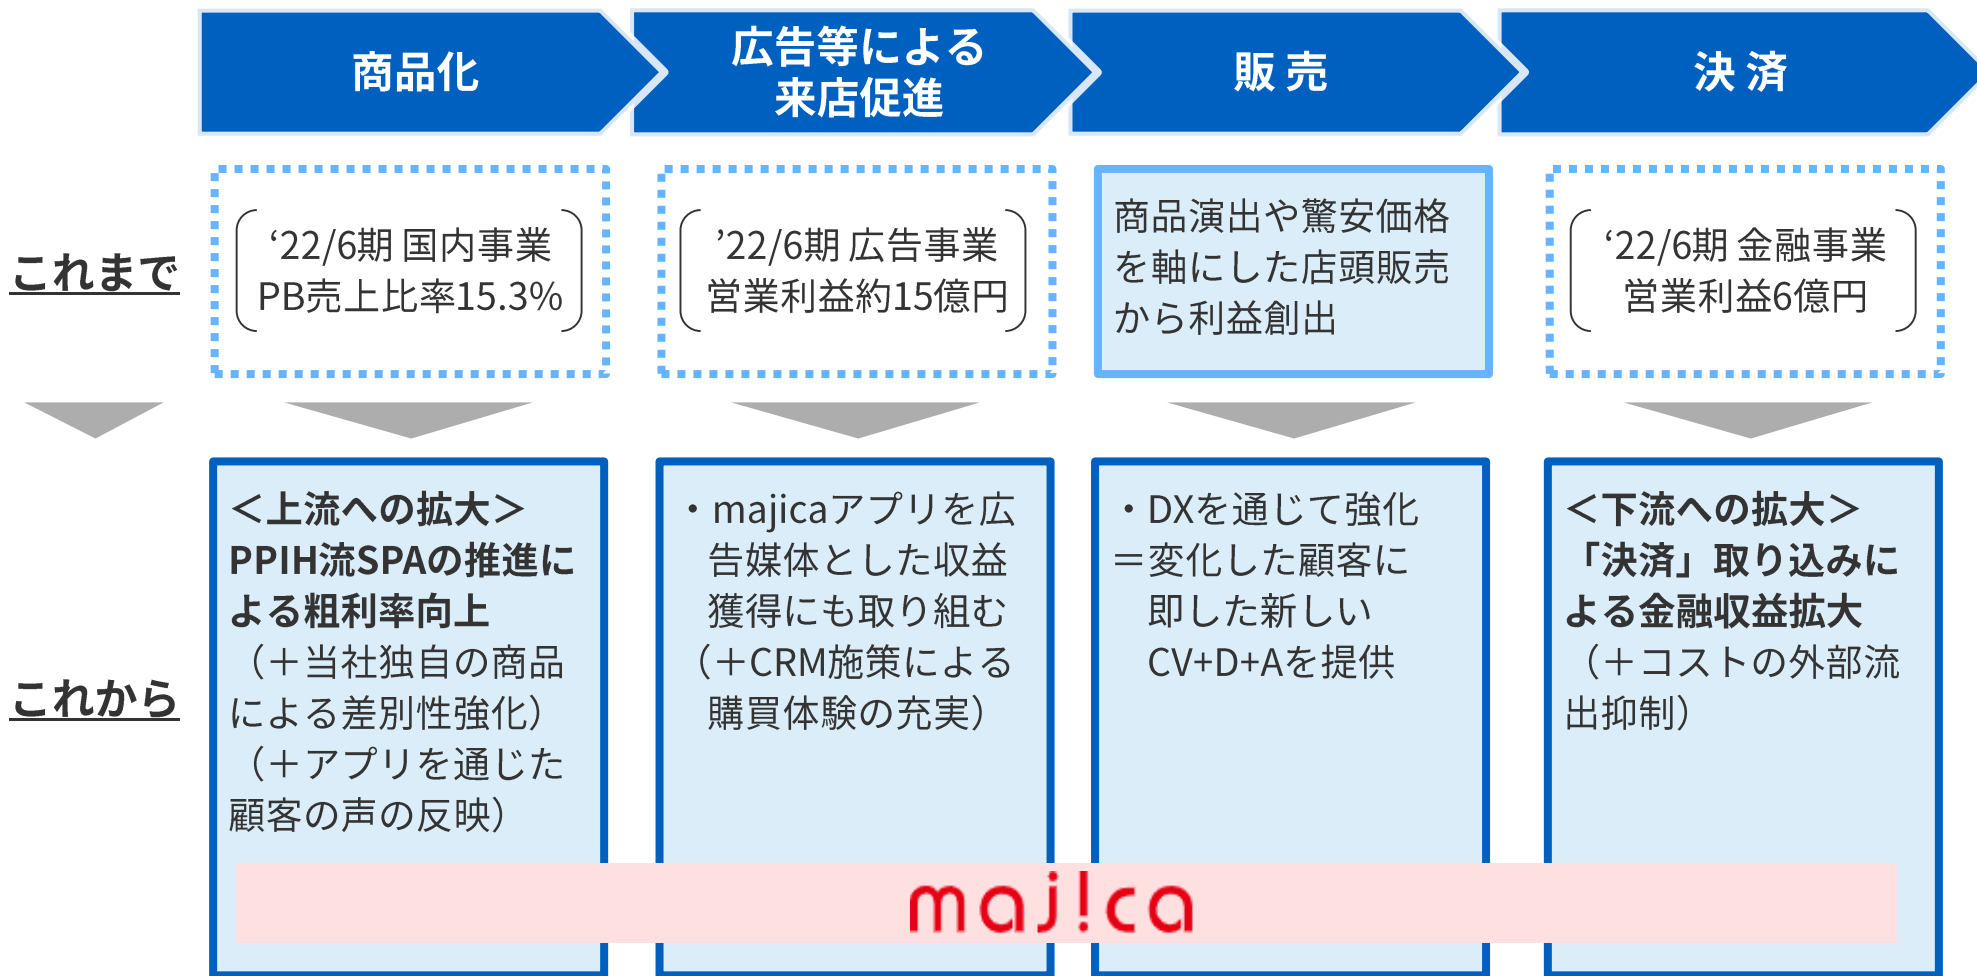 商品化
広告等による
来店促進
販 売
決 済
これまで
‘22/6期 国内事業
PB売上比率15.3%
’22/6期 広告事業
営業利益約15億円
商品演出や驚安価格
を軸にした店頭販売
から利益創出
‘22/6期 金融事業
営業利益6億円
これから
＜上流への拡大＞
PPIH流SPAの推進に
よる粗利率向上
（＋当社独自の商品
による差別性強化）
（＋アプリを通じた
顧客の声の反映）
・majicaアプリを広
告媒体とした収益
獲得にも取り組む
（＋CRM施策による
購買体験の充実）
・DXを通じて強化
＝変化した顧客に
即した新しい
CV+D+Aを提供
＜下流への拡大＞
「決済」取り込みに
よる金融収益拡大
（＋コストの外部流
出抑制）
maj!ca